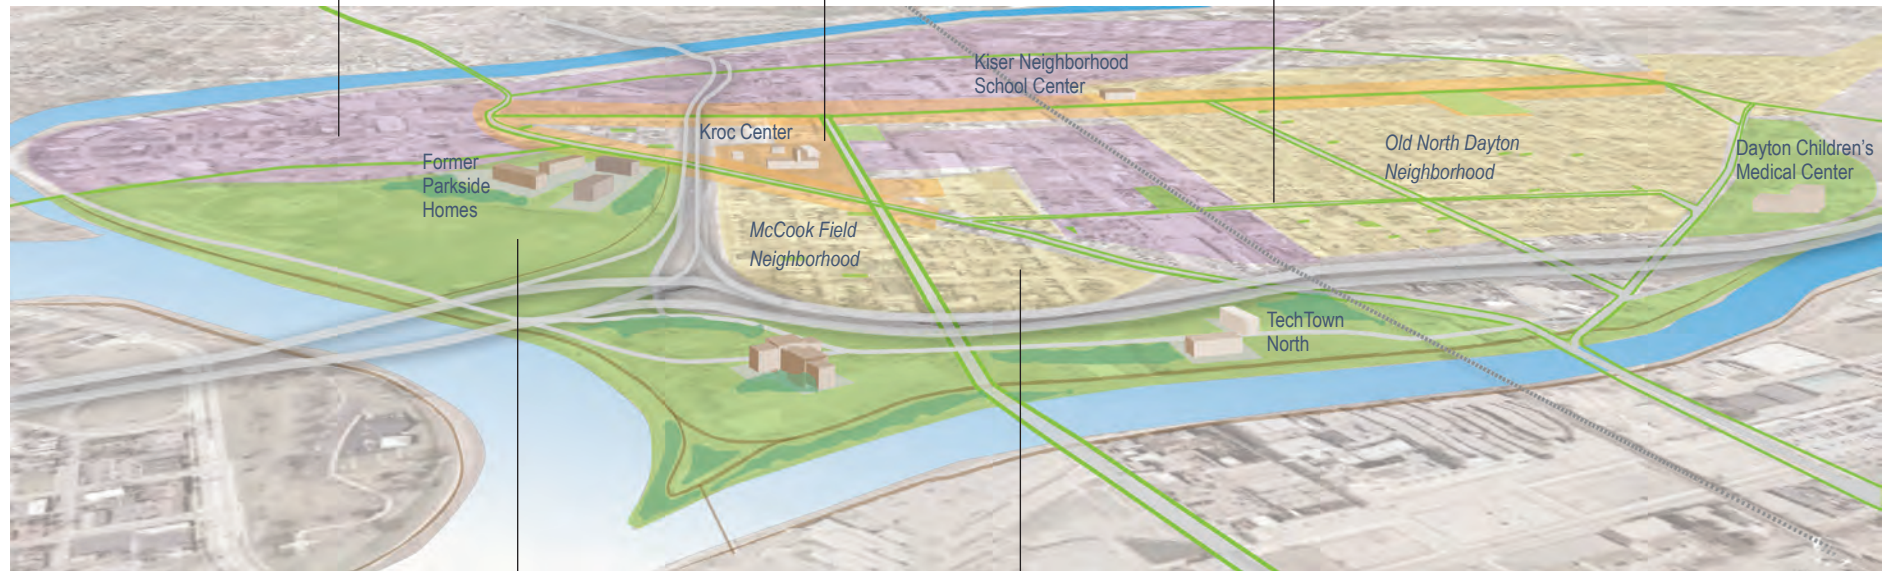 Kiser Neighborhood
School Center
Kroc Center
Old North Dayton
Neighborhood
Dayton Children's
Medical Center
Former
Parkside
Homes
McCook Field
Neighborhood
TechTown
North